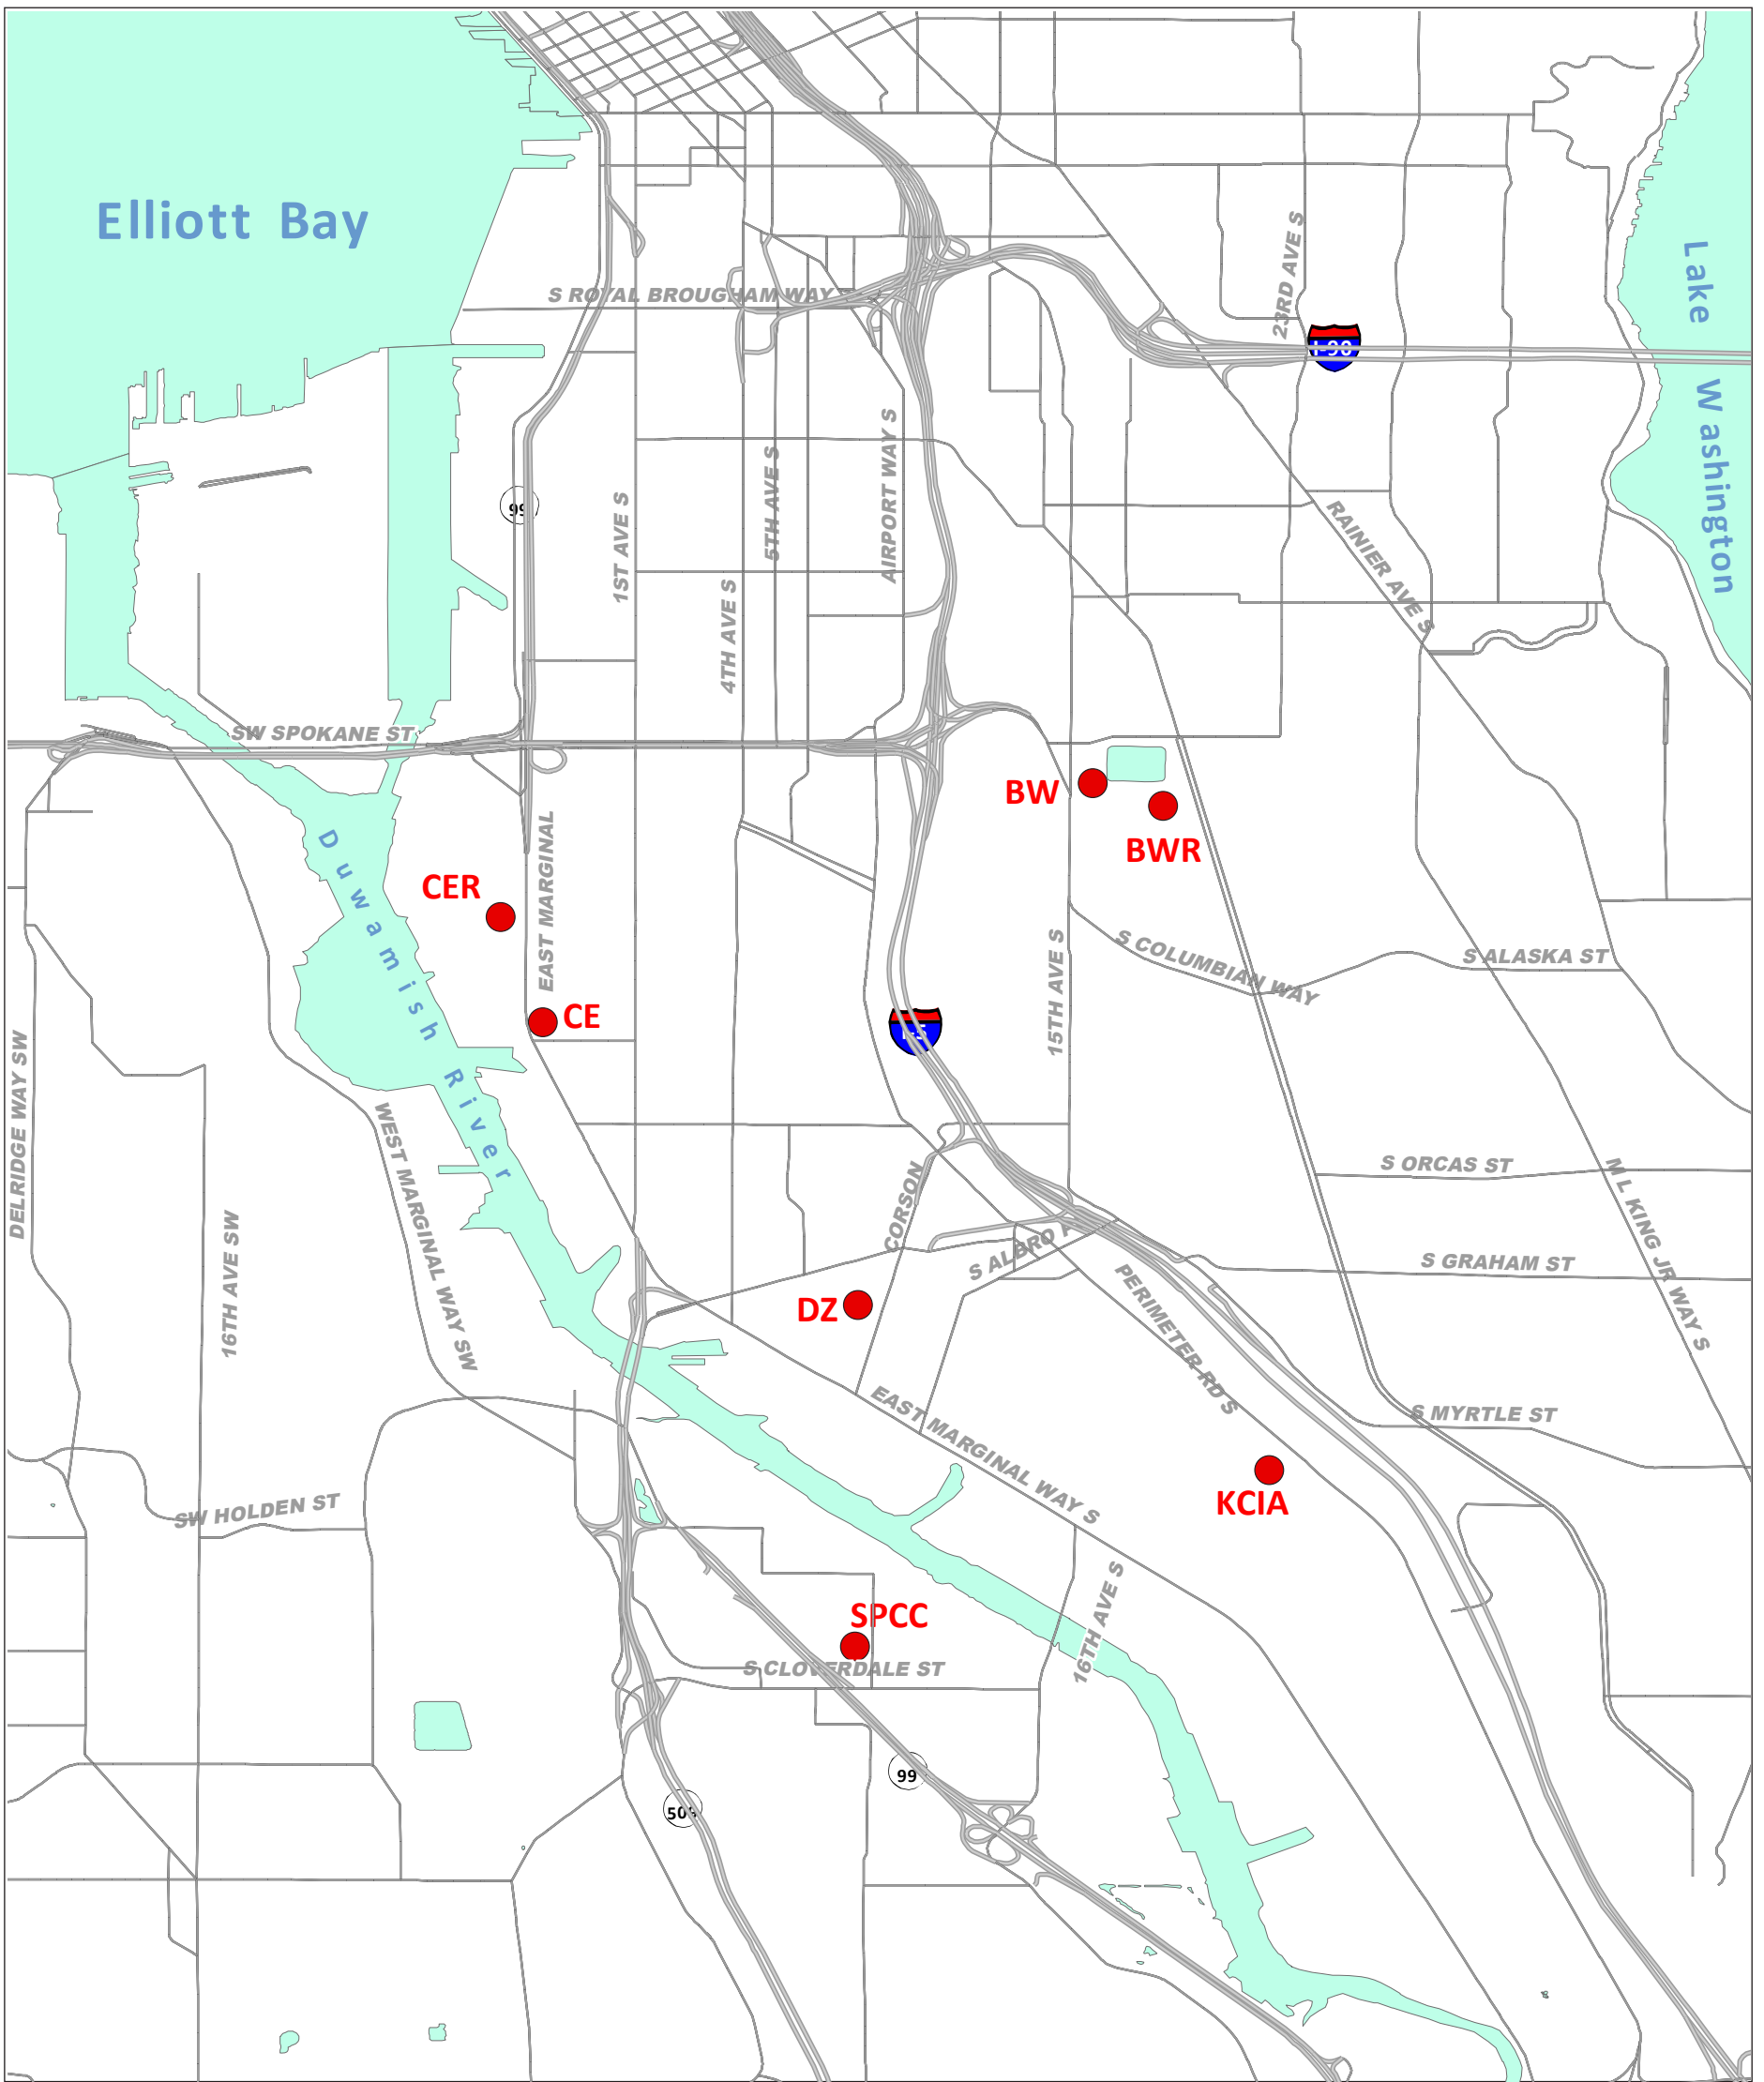 Elliott Bay
Lake Washington
23RD AVE S
S ROYAL BROUGHAM WAY
I-90
AIRPORT WAY S
5TH AVE S
1ST AVE S
99
RAINIER AVE S
4TH AVE S
SW SPOKANE ST
BW
BWR
Duwamish River
EAST MARGINAL
CER
15TH AVE S
S COLUMBIAN WAY
S ALASKA ST
CE
I-5
DELRIDGE WAY SW
WEST MARGINAL WAY SW
16TH AVE SW
CORSON
S ORCAS ST
M L KING JR WAY S
S ALBRO
S GRAHAM ST
DZ
PERIMETER RD S
EAST MARGINAL WAY S
S MYRTLE ST
KCIA
SW HOLDEN ST
16TH AVE S
SPCC
S CLOVERDALE ST
99